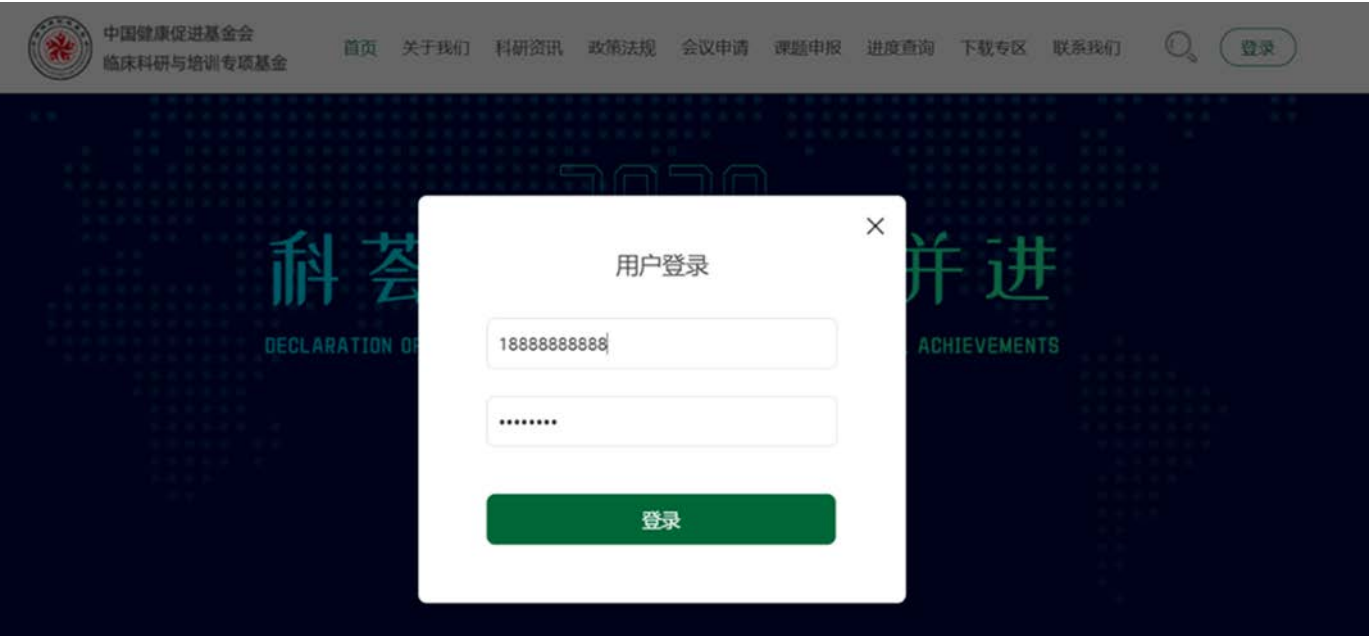 中国健康促进基金会
临床科研与培训专项基金
首页 关于我们 科研资讯 政策法规 会议申请 课题申报 进度查询 下载专区 联系我们 登录
2020
科荟 并进
DECLARATION OF ACHIEVEMENTS
用户登录
18888888888
••••••••
登录